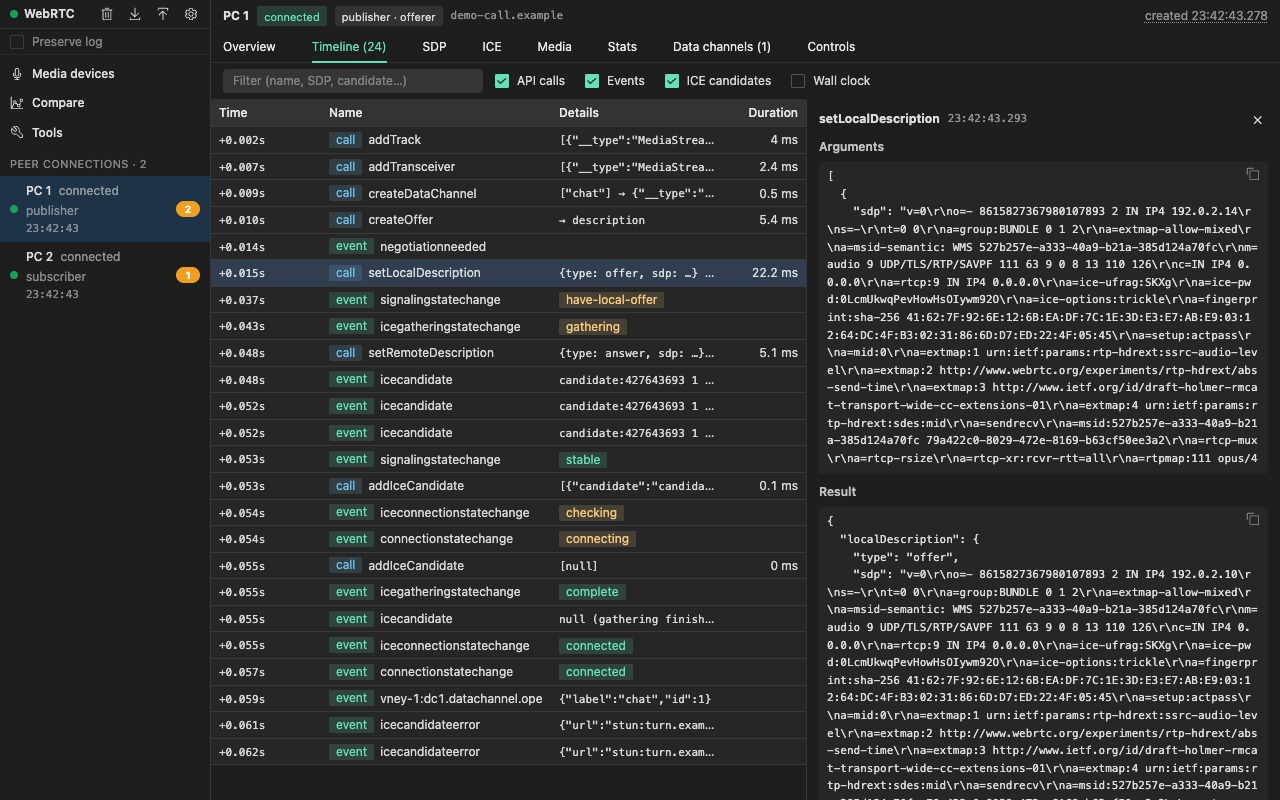 WebRTC
Preserve log
Media devices
Compare
Tools
PEER CONNECTIONS · 2
PC 1 connected
publisher
2
23:42:43
PC 2 connected
subscriber
1
23:42:43
PC 1 connected publisher · offerer demo-call.example created 23:42:43.278
Overview Timeline (24) SDP ICE Media Stats Data channels (1) Controls
Filter (name, SDP, candidate…) API calls Events ICE candidates Wall clock
Time Name Details Duration
+0.002s call addTrack [{"__type":"MediaStrea… 4 ms
+0.007s call addTransceiver [{"__type":"MediaStrea… 2.4 ms
+0.009s call createDataChannel ["chat"] → {"__type":"… 0.5 ms
+0.010s call createOffer → description 5.4 ms
+0.014s event negotiationneeded
+0.015s call setLocalDescription {type: offer, sdp: …} … 22.2 ms
+0.037s event signalingstatechange have-local-offer
+0.043s event icegatheringstatechange gathering
+0.048s call setRemoteDescription {type: answer, sdp: …}… 5.1 ms
+0.048s event icecandidate candidate:427643693 1 …
+0.052s event icecandidate candidate:427643693 1 …
+0.052s event icecandidate candidate:427643693 1 …
+0.053s event signalingstatechange stable
+0.053s call addIceCandidate [{"candidate":"candida… 0.1 ms
+0.054s event iceconnectionstatechange checking
+0.054s event connectionstatechange connecting
+0.055s call addIceCandidate [null] 0 ms
+0.055s event icegatheringstatechange complete
+0.055s event icecandidate null (gathering finish…
+0.055s event iceconnectionstatechange connected
+0.057s event connectionstatechange connected
+0.059s event vney-1:dc1.datachannel.ope {"label":"chat","id":1}
+0.061s event icecandidateerror {"url":"stun:turn.exam…
+0.062s event icecandidateerror {"url":"stun:turn.exam…
setLocalDescription 23:42:43.293
Arguments
[
{
"sdp": "v=0\r\no=- 8615827367980107893 2 IN IP4 192.0.2.14\r
\ns=-\r\nt=0 0\r\na=group:BUNDLE 0 1 2\r\na=extmap-allow-mixed\r
\na=msid-semantic: WMS 527b257e-a333-40a9-b21a-385d124a70fc\r\nm=
audio 9 UDP/TLS/RTP/SAVPF 111 63 9 0 8 13 110 126\r\nc=IN IP4 0.
0.0.0\r\na=rtcp:9 IN IP4 0.0.0.0\r\na=ice-ufrag:SKXg\r\na=ice-pw
d:0LcmUkwqPevHowHsOIywm92O\r\na=ice-options:trickle\r\na=fingerpr
int:sha-256 41:62:7F:92:6E:12:6B:EA:DF:7C:1E:3D:E3:E7:AB:E9:03:1
2:64:DC:4F:B3:02:31:86:6D:D7:ED:22:4F:05:45\r\na=setup:actpass\r
\na=mid:0\r\na=extmap:1 urn:ietf:params:rtp-hdrext:ssrc-audio-lev
el\r\na=extmap:2 http://www.webrtc.org/experiments/rtp-hdrext/abs
-send-time\r\na=extmap:3 http://www.ietf.org/id/draft-holmer-rmca
t-transport-wide-cc-extensions-01\r\na=extmap:4 urn:ietf:params:r
tp-hdrext:sdes:mid\r\na=sendrecv\r\na=msid:527b257e-a333-40a9-b21
a-385d124a70fc 79a422c0-8029-472e-8169-b63cf50ee3a2\r\na=rtcp-mux
\r\na=rtcp-rsize\r\na=rtcp-xr:rcvr-rtt=all\r\na=rtpmap:111 opus/4
Result
{
"localDescription": {
"type": "offer",
"sdp": "v=0\r\no=- 8615827367980107893 2 IN IP4 192.0.2.10\r
\ns=-\r\nt=0 0\r\na=group:BUNDLE 0 1 2\r\na=extmap-allow-mixed\r
\na=msid-semantic: WMS 527b257e-a333-40a9-b21a-385d124a70fc\r\nm=
audio 9 UDP/TLS/RTP/SAVPF 111 63 9 0 8 13 110 126\r\nc=IN IP4 0.
0.0.0\r\na=rtcp:9 IN IP4 0.0.0.0\r\na=ice-ufrag:SKXg\r\na=ice-pw
d:0LcmUkwqPevHowHsOIywm92O\r\na=ice-options:trickle\r\na=fingerpr
int:sha-256 41:62:7F:92:6E:12:6B:EA:DF:7C:1E:3D:E3:E7:AB:E9:03:1
2:64:DC:4F:B3:02:31:86:6D:D7:ED:22:4F:05:45\r\na=setup:actpass\r
\na=mid:0\r\na=extmap:1 urn:ietf:params:rtp-hdrext:ssrc-audio-lev
el\r\na=extmap:2 http://www.webrtc.org/experiments/rtp-hdrext/abs
-send-time\r\na=extmap:3 http://www.ietf.org/id/draft-holmer-rmca
t-transport-wide-cc-extensions-01\r\na=extmap:4 urn:ietf:params:r
tp-hdrext:sdes:mid\r\na=sendrecv\r\na=msid:527b257e-a333-40a9-b21